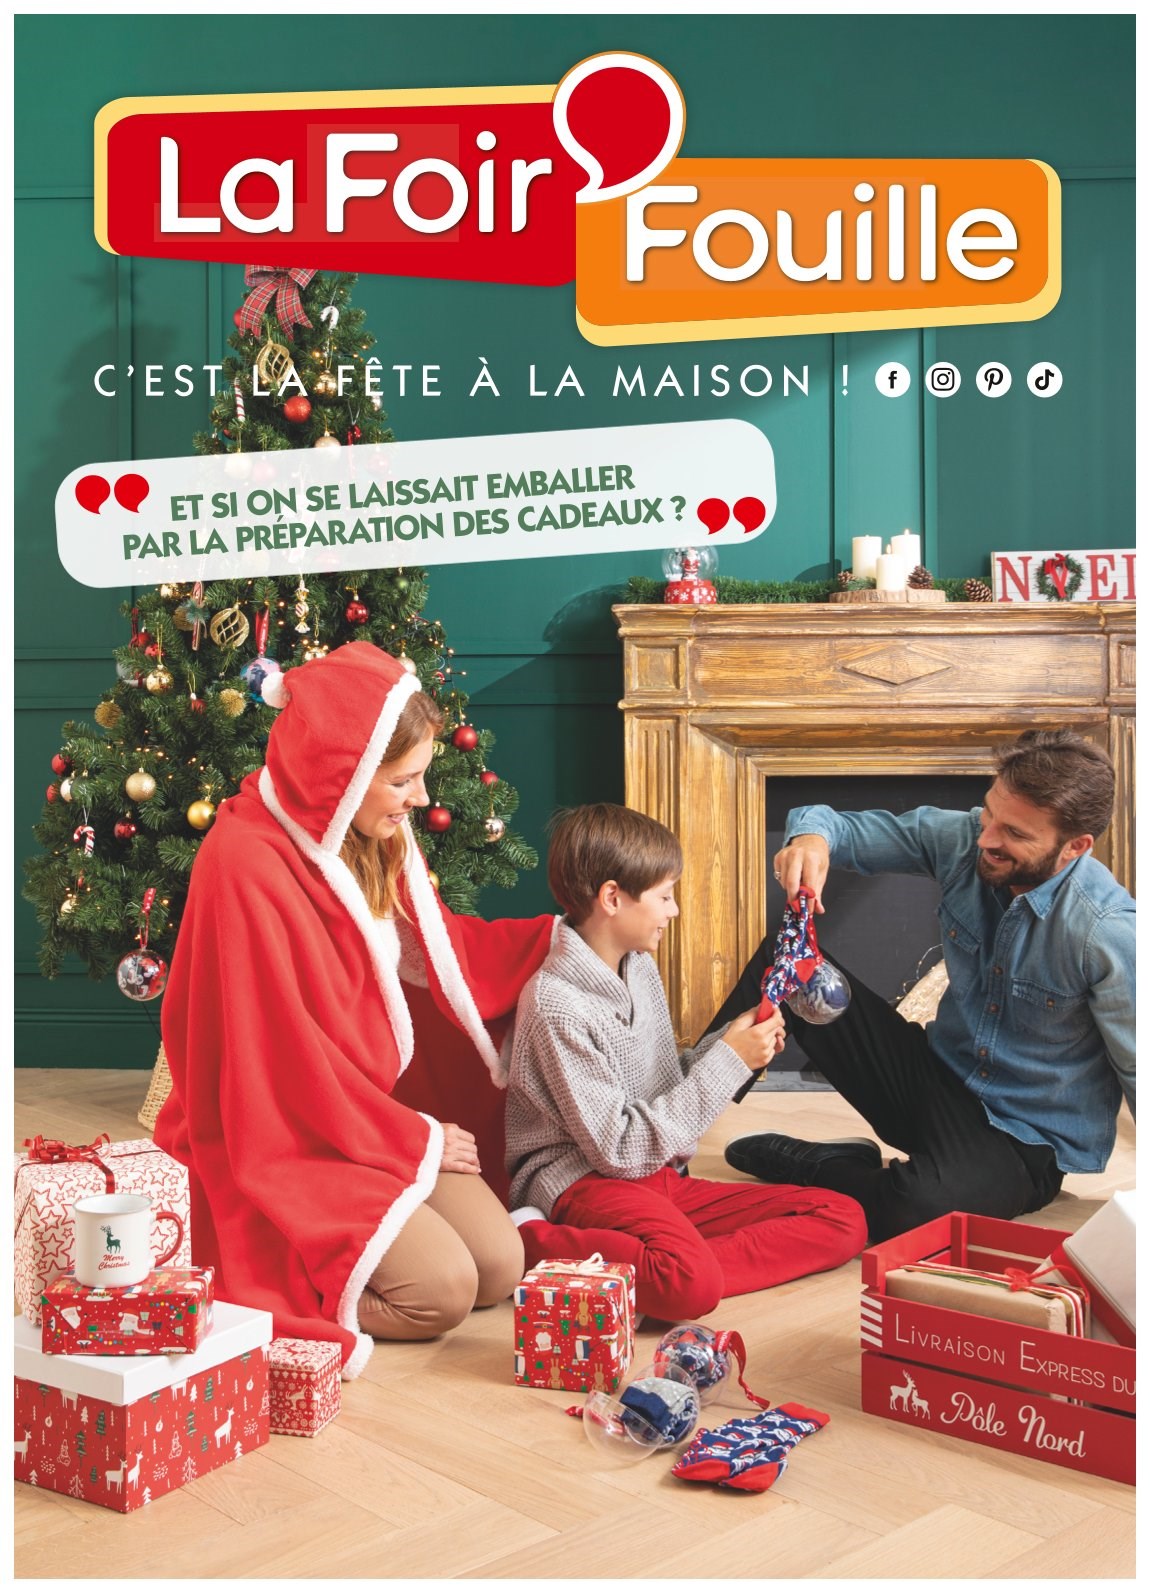 La Foir'
Fouille
C'EST LA FÊTE À LA MAISON !
ET SI ON SE LAISSAIT EMBALLER
PAR LA PRÉPARATION DES CADEAUX ?
NOEL
Merry
Christmas
LIVRAISON EXPRESS DU
Pôle Nord